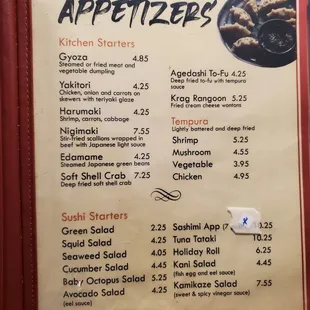 APPETIZERS
Kitchen Starters
Gyoza 4.85
Steamed or fried meat and
vegetable dumpling
Yakitori 4.25
Chicken, onion and carrots on
skewers with teriyaki glaze
Harumaki 4.25
Shrimp, carrots, cabbage
Nigimaki 7.55
Stir-fried scallions wrapped in
beef with Japanese light sauce
Edamame 4.25
Steamed Japanese green beans
Soft Shell Crab 7.25
Deep fried soft shell crab
Agedashi To-Fu 4.25
Deep fried to-fu with tempura
sauce
Krag Rangoon 5.25
Fried cream cheese wontons
Tempura
Lightly battered and deep fried
Shrimp 5.25
Mushroom 4.55
Vegetable 3.95
Chicken 4.95
Sushi Starters
Green Salad 2.25
Squid Salad 4.25
Seaweed Salad 4.05
Cucumber Salad 4.45
Baby Octopus Salad 5.25
Avocado Salad 4.25
(eel sauce)
Sashimi App (7 10.25
Tuna Tataki 10.25
Holiday Roll 6.25
Kani Salad 4.45
(fish egg and eel sauce)
Kamikaze Salad 7.55
(sweet & spicy vinegar sauce)